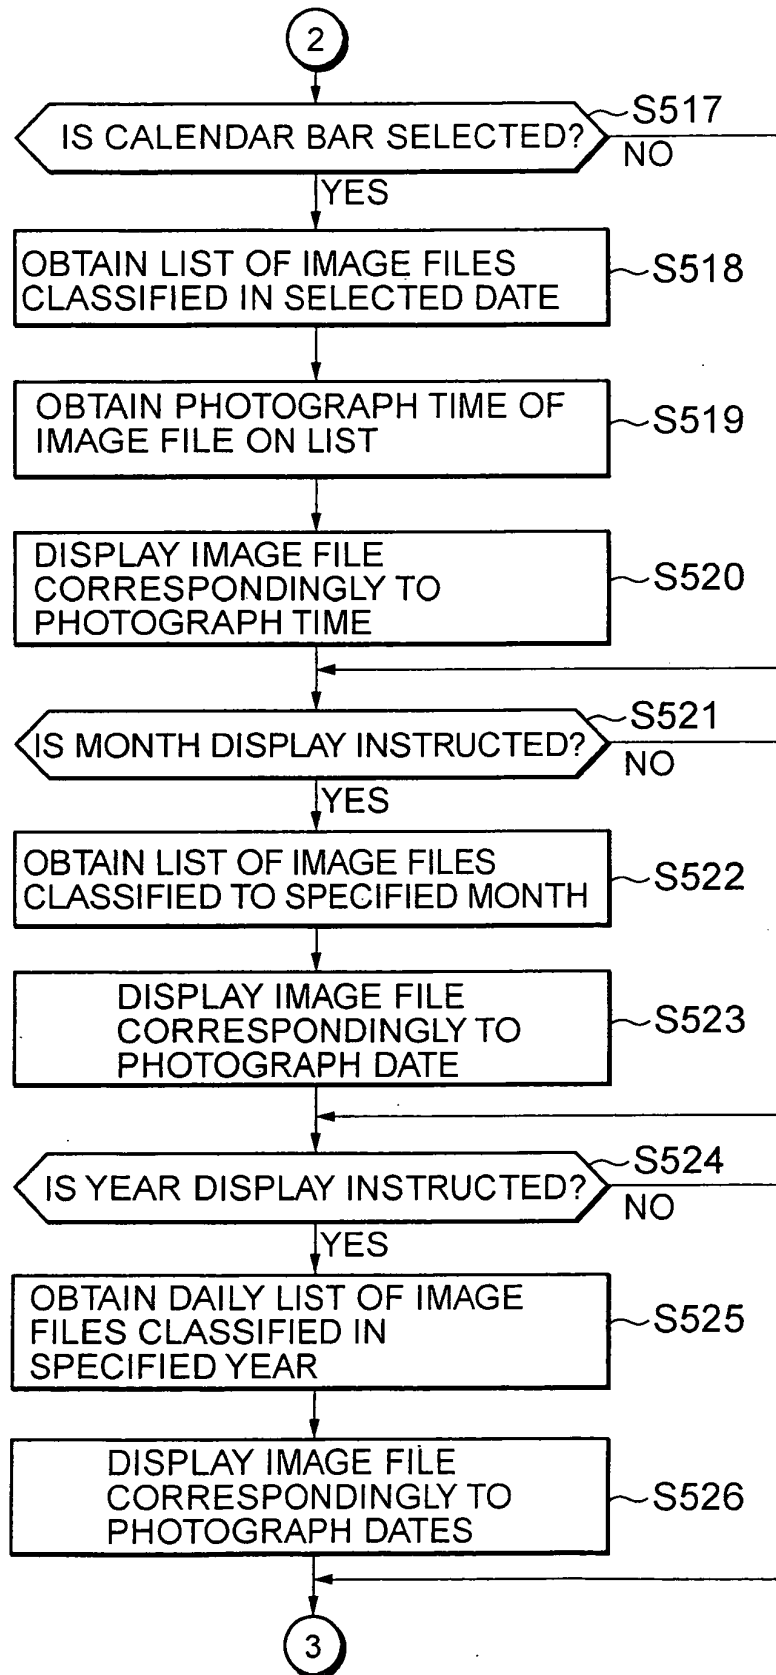 2
IS CALENDAR BAR SELECTED?
S517
NO
YES
OBTAIN LIST OF IMAGE FILES
CLASSIFIED IN SELECTED DATE
S518
OBTAIN PHOTOGRAPH TIME OF
IMAGE FILE ON LIST
S519
DISPLAY IMAGE FILE
CORRESPONDINGLY TO
PHOTOGRAPH TIME
S520
IS MONTH DISPLAY INSTRUCTED?
S521
NO
YES
OBTAIN LIST OF IMAGE FILES
CLASSIFIED TO SPECIFIED MONTH
S522
DISPLAY IMAGE FILE
CORRESPONDINGLY TO
PHOTOGRAPH DATE
S523
IS YEAR DISPLAY INSTRUCTED?
S524
NO
YES
OBTAIN DAILY LIST OF IMAGE
FILES CLASSIFIED IN
SPECIFIED YEAR
S525
DISPLAY IMAGE FILE
CORRESPONDINGLY TO
PHOTOGRAPH DATES
S526
3